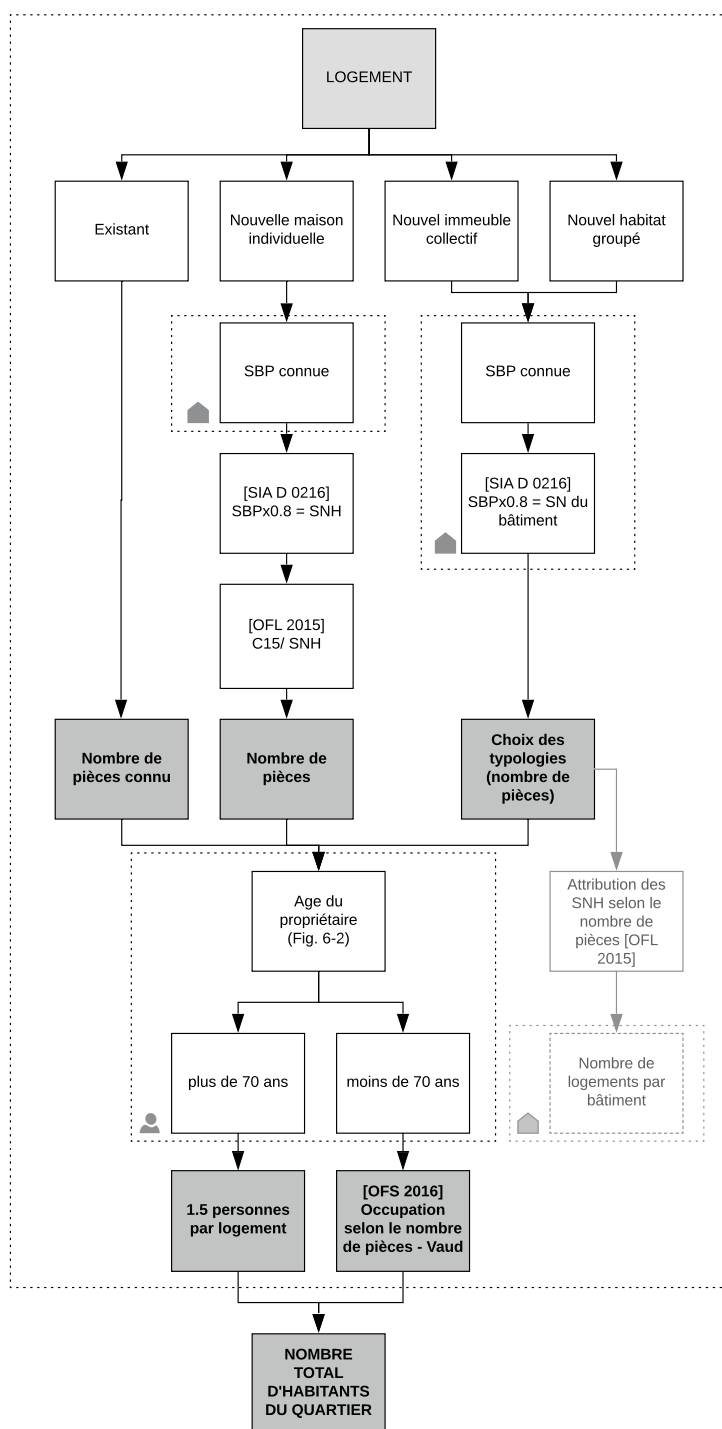 LOGEMENT
Existant
Nouvelle maison
individuelle
Nouvel immeuble
collectif
Nouvel habitat
groupé
SBP connue
SBP connue
[SIA D 0216]
SBPx0.8 = SNH
[SIA D 0216]
SBPx0.8 = SN du
bâtiment
[OFL 2015]
C15/ SNH
Nombre de
pièces connu
Nombre de
pièces
Choix des
typologies
(nombre de
pièces)
Age du
propriétaire
(Fig. 6-2)
Attribution des
SNH selon le
nombre de
pièces [OFL
2015]
plus de 70 ans
moins de 70 ans
Nombre de
logements par
bâtiment
1.5 personnes
par logement
[OFS 2016]
Occupation
selon le nombre
de pièces - Vaud
NOMBRE
TOTAL
D'HABITANTS
DU QUARTIER